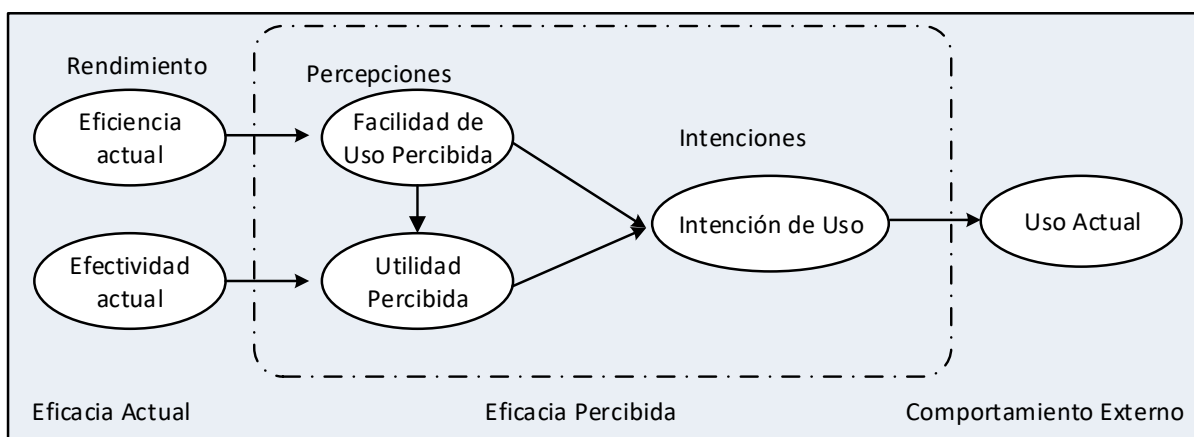 Rendimiento
Percepciones
Eficiencia
actual
Facilidad de
Uso Percibida
Intenciones
Intención de Uso
Uso Actual
Efectividad
actual
Utilidad
Percibida
Eficacia Actual
Eficacia Percibida
Comportamiento Externo